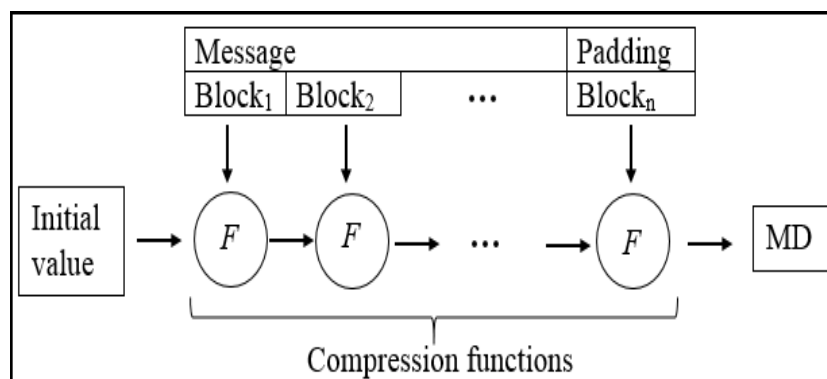 Message Padding
Block₁ Block₂ ... Blockₙ
Initial value
F F ... F
MD
Compression functions